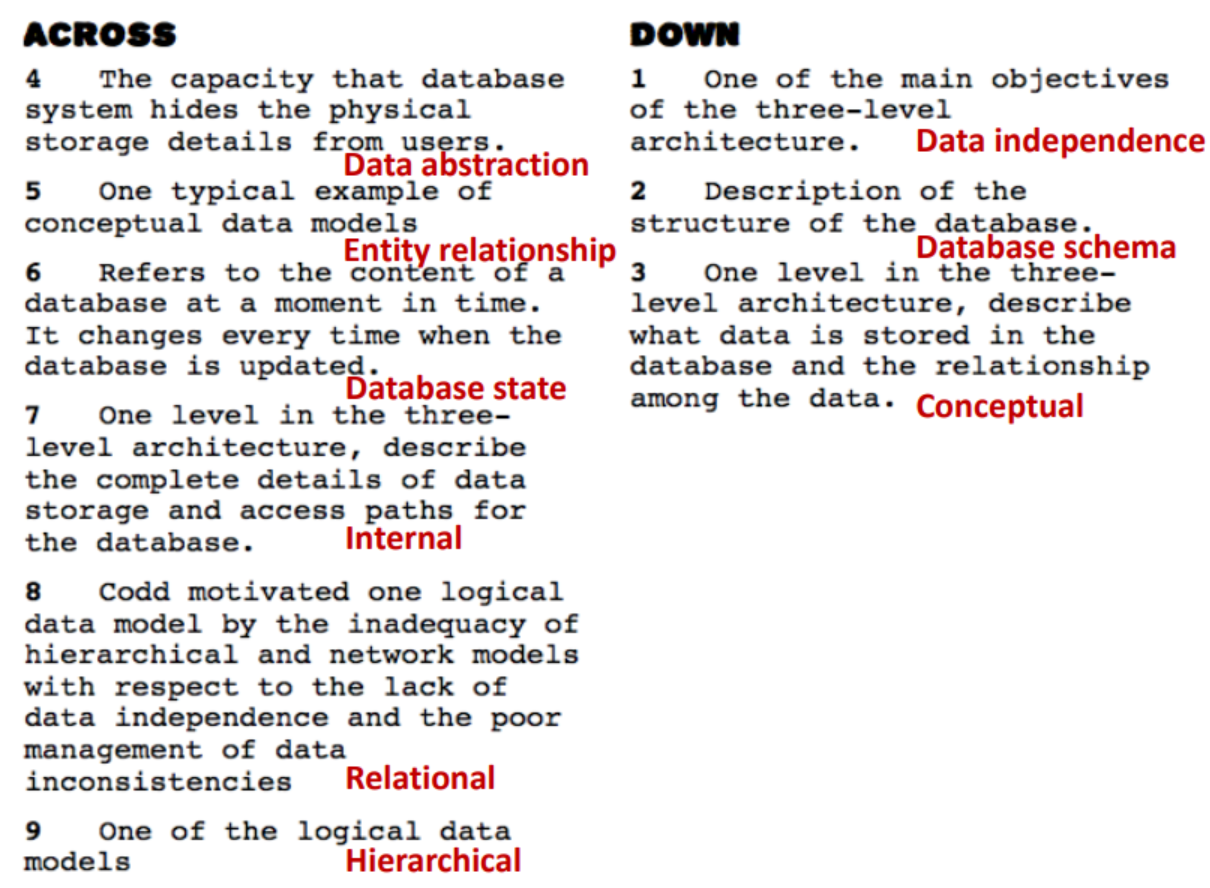 ACROSS
4 The capacity that database
system hides the physical
storage details from users.
Data abstraction
5 One typical example of
conceptual data models
Entity relationship
6 Refers to the content of a
database at a moment in time.
It changes every time when the
database is updated.
Database state
7 One level in the three-
level architecture, describe
the complete details of data
storage and access paths for
the database.
Internal
8 Codd motivated one logical
data model by the inadequacy of
hierarchical and network models
with respect to the lack of
data independence and the poor
management of data
inconsistencies
Relational
9 One of the logical data
models
Hierarchical
DOWN
1 One of the main objectives
of the three-level
architecture.
Data independence
2 Description of the
structure of the database.
Database schema
3 One level in the three-
level architecture, describe
what data is stored in the
database and the relationship
among the data.
Conceptual